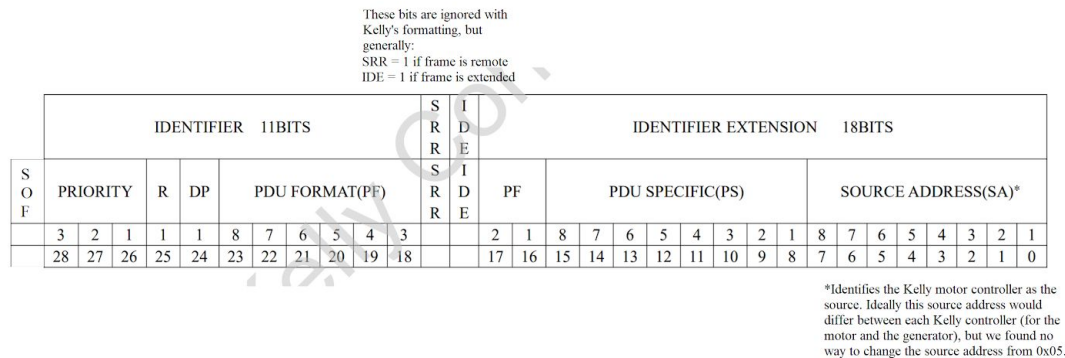 These bits are ignored with
Kelly's formatting, but
generally:
SRR = 1 if frame is remote
IDE = 1 if frame is extended
IDENTIFIER 11BITS S R R I D E IDENTIFIER EXTENSION 18BITS
S O F PRIORITY R DP PDU FORMAT(PF) S R R I D E PF PDU SPECIFIC(PS) SOURCE ADDRESS(SA)*
3 2 1 1 1 8 7 6 5 4 3 2 1 8 7 6 5 4 3 2 1 8 7 6 5 4 3 2 1
28 27 26 25 24 23 22 21 20 19 18 17 16 15 14 13 12 11 10 9 8 7 6 5 4 3 2 1 0
Kelly Con
*Identifies the Kelly motor controller as the
source. Ideally this source address would
differ between each Kelly controller (for the
motor and the generator), but we found no
way to change the source address from 0x05.